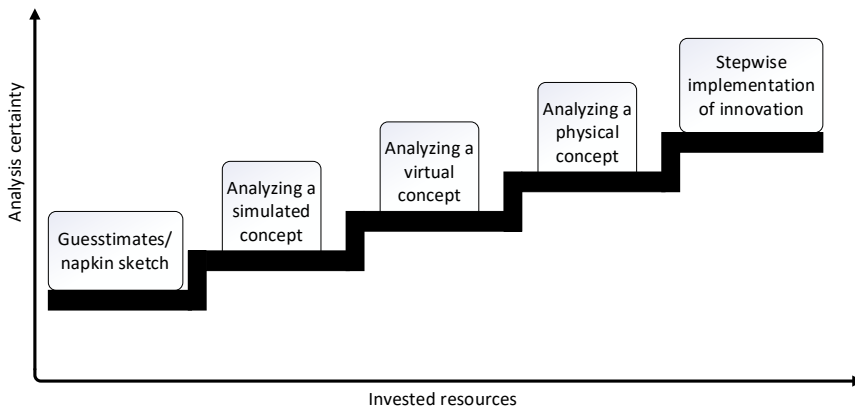 Analysis certainty
Guesstimates/
napkin sketch
Analyzing a
simulated
concept
Analyzing a
virtual
concept
Analyzing a
physical
concept
Stepwise
implementation
of innovation
Invested resources